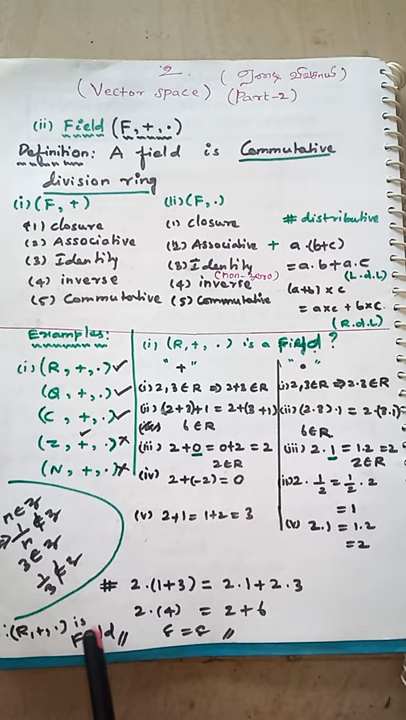 2
(Vector space) (Part-2)
(ii) Field (F, +, .)
Definition: A field is Commutative
division ring
(i) (F, +)
(1) closure
(2) Associative
(3) Identity
(4) inverse
(5) Commutative
(ii) (F, .)
(1) closure
(2) Associative
(3) Identity
(non-zero)
(4) inverse
(5) Commutative
# distributive
+ a.(b+c)
= a.b + a.c
(L.d.L)
(a+b) x c
= axc + bxc
(R.d.L)
Examples:
(i) (R, +, .) ✓
(Q, +, .) ✓
(C, +, .) ✓
(Z, +, .) ×
(N, +, .) ×
n ∈ Z
⇒ 1/n ∉ Z
3 ∈ Z
1/3 ∉ Z
(i) (R, +, .) is a Field?
"+"
(i) 2,3 ∈ R ⇒ 2+3 ∈ R
(ii) (2+3)+1 = 2+(3+1)
6 ∈ R
(iii) 2+0 = 0+2 = 2
2 ∈ R
(iv) 2+(-2) = 0
(v) 2+1 = 1+2 = 3
"."
(i) 2,3 ∈ R ⇒ 2.3 ∈ R
(ii) (2.3).1 = 2.(3.1)
6 ∈ R
(iii) 2.1 = 1.2 = 2
2 ∈ R
(iv) 2. 1/2 = 1/2 . 2
= 1
(v) 2.1 = 1.2
= 2
# 2.(1+3) = 2.1 + 2.3
2.(4) = 2+6
8 = 8 //
∴ (R, +, .) is
Field //